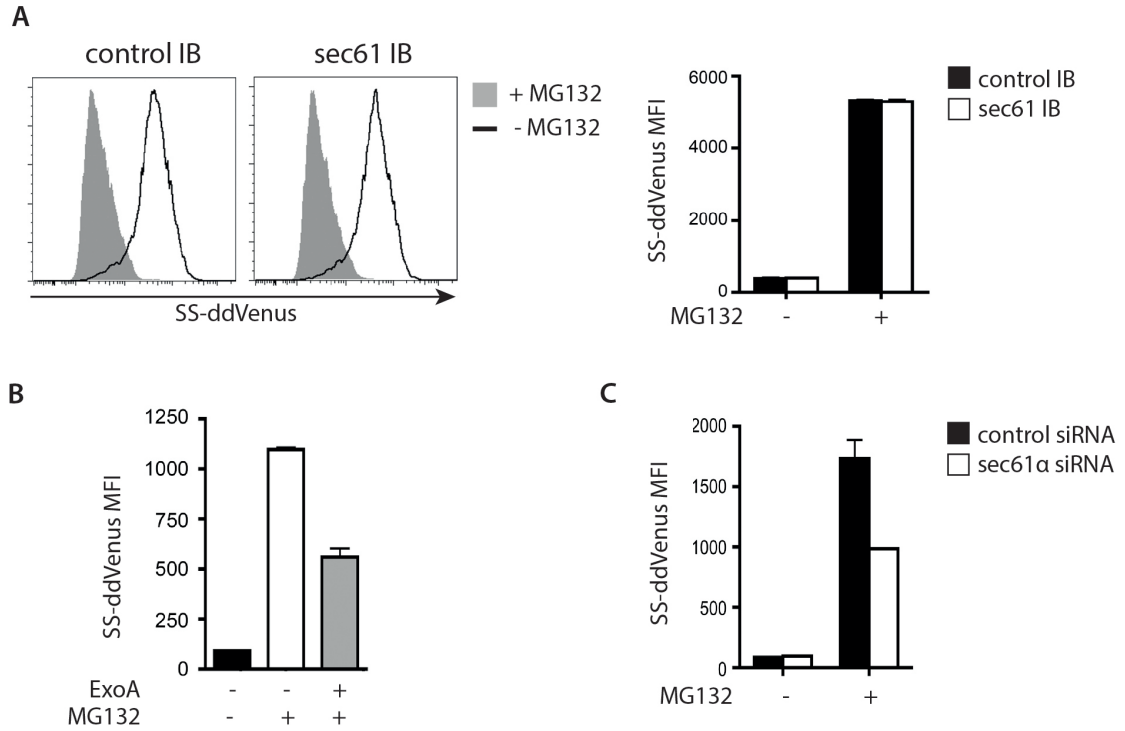 A
control IB
sec61 IB
+ MG132
- MG132
SS-ddVenus
SS-ddVenus MFI
6000
4000
2000
0
MG132 - +
control IB
sec61 IB
B
SS-ddVenus MFI
1250
1000
750
500
250
0
ExoA - - +
MG132 - + +
C
SS-ddVenus MFI
2000
1500
1000
500
0
MG132 - +
control siRNA
sec61α siRNA